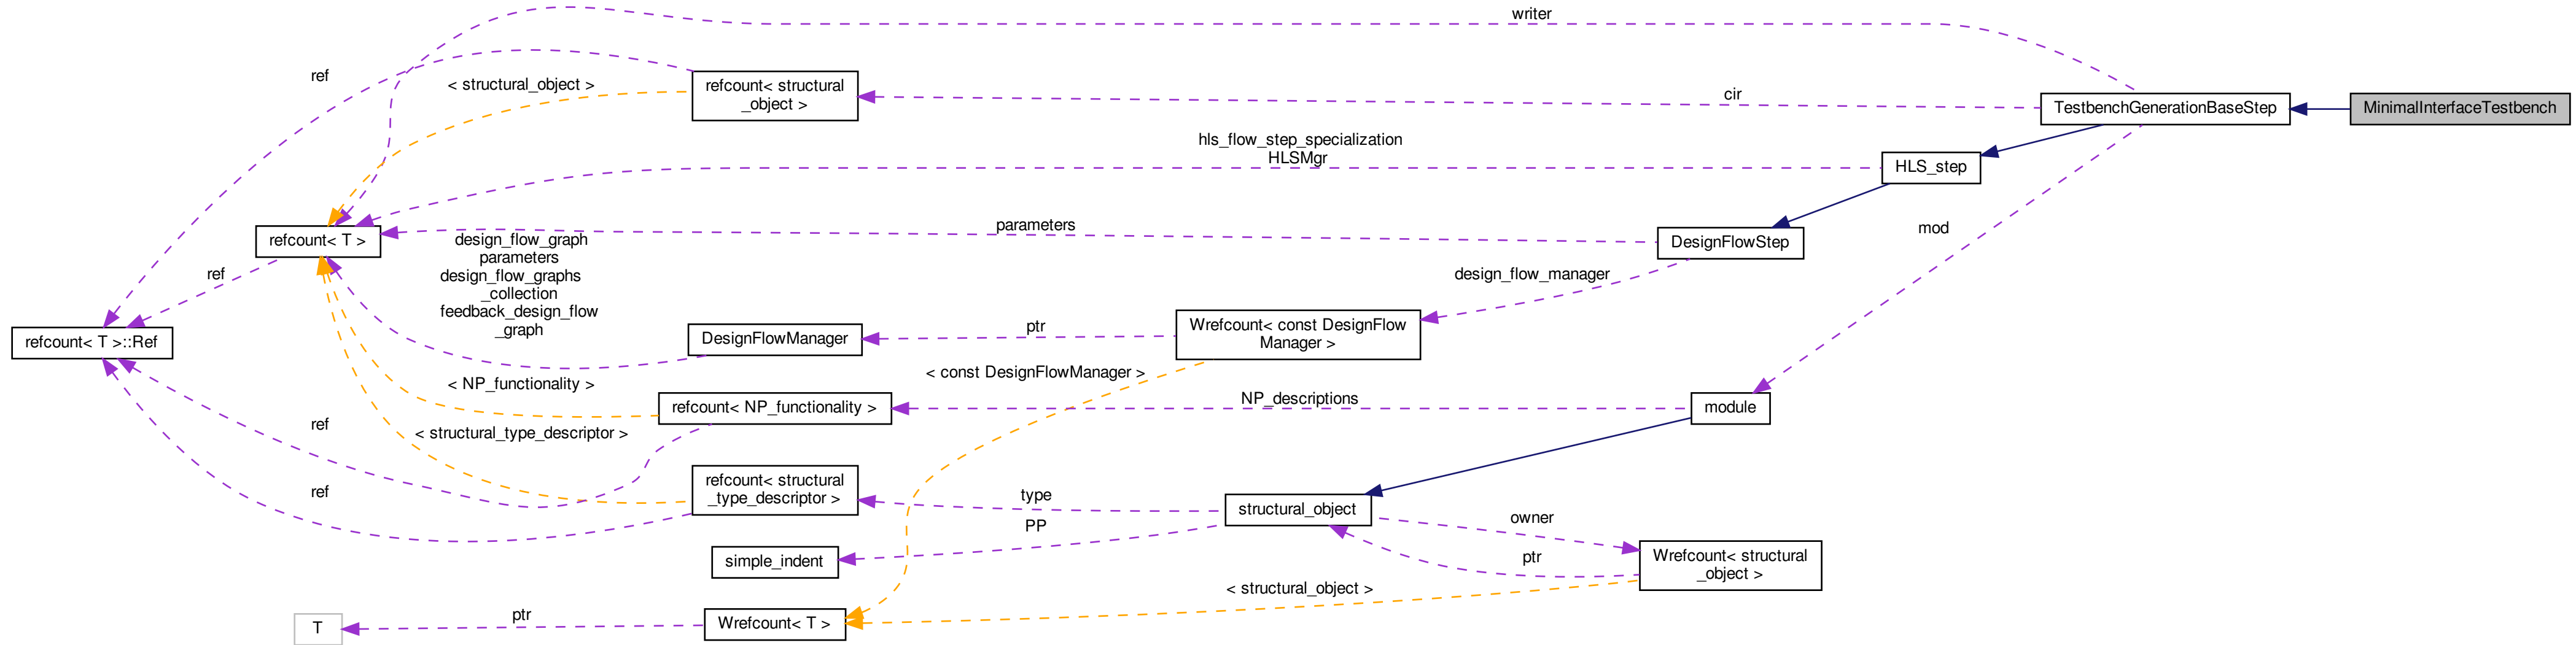 writer
ref
< structural_object >
refcount< structural
_object >
cir
TestbenchGenerationBaseStep
MinimalInterfaceTestbench
hls_flow_step_specialization
HLSMgr
HLS_step
refcount< T >
parameters
DesignFlowStep
mod
design_flow_graph
parameters
design_flow_graphs
_collection
feedback_design_flow
_graph
ref
design_flow_manager
refcount< T >::Ref
DesignFlowManager
ptr
Wrefcount< const DesignFlow
Manager >
< NP_functionality >
< const DesignFlowManager >
refcount< NP_functionality >
NP_descriptions
module
ref
< structural_type_descriptor >
ref
refcount< structural
_type_descriptor >
type
PP
structural_object
owner
ptr
Wrefcount< structural
_object >
simple_indent
< structural_object >
T
ptr
Wrefcount< T >